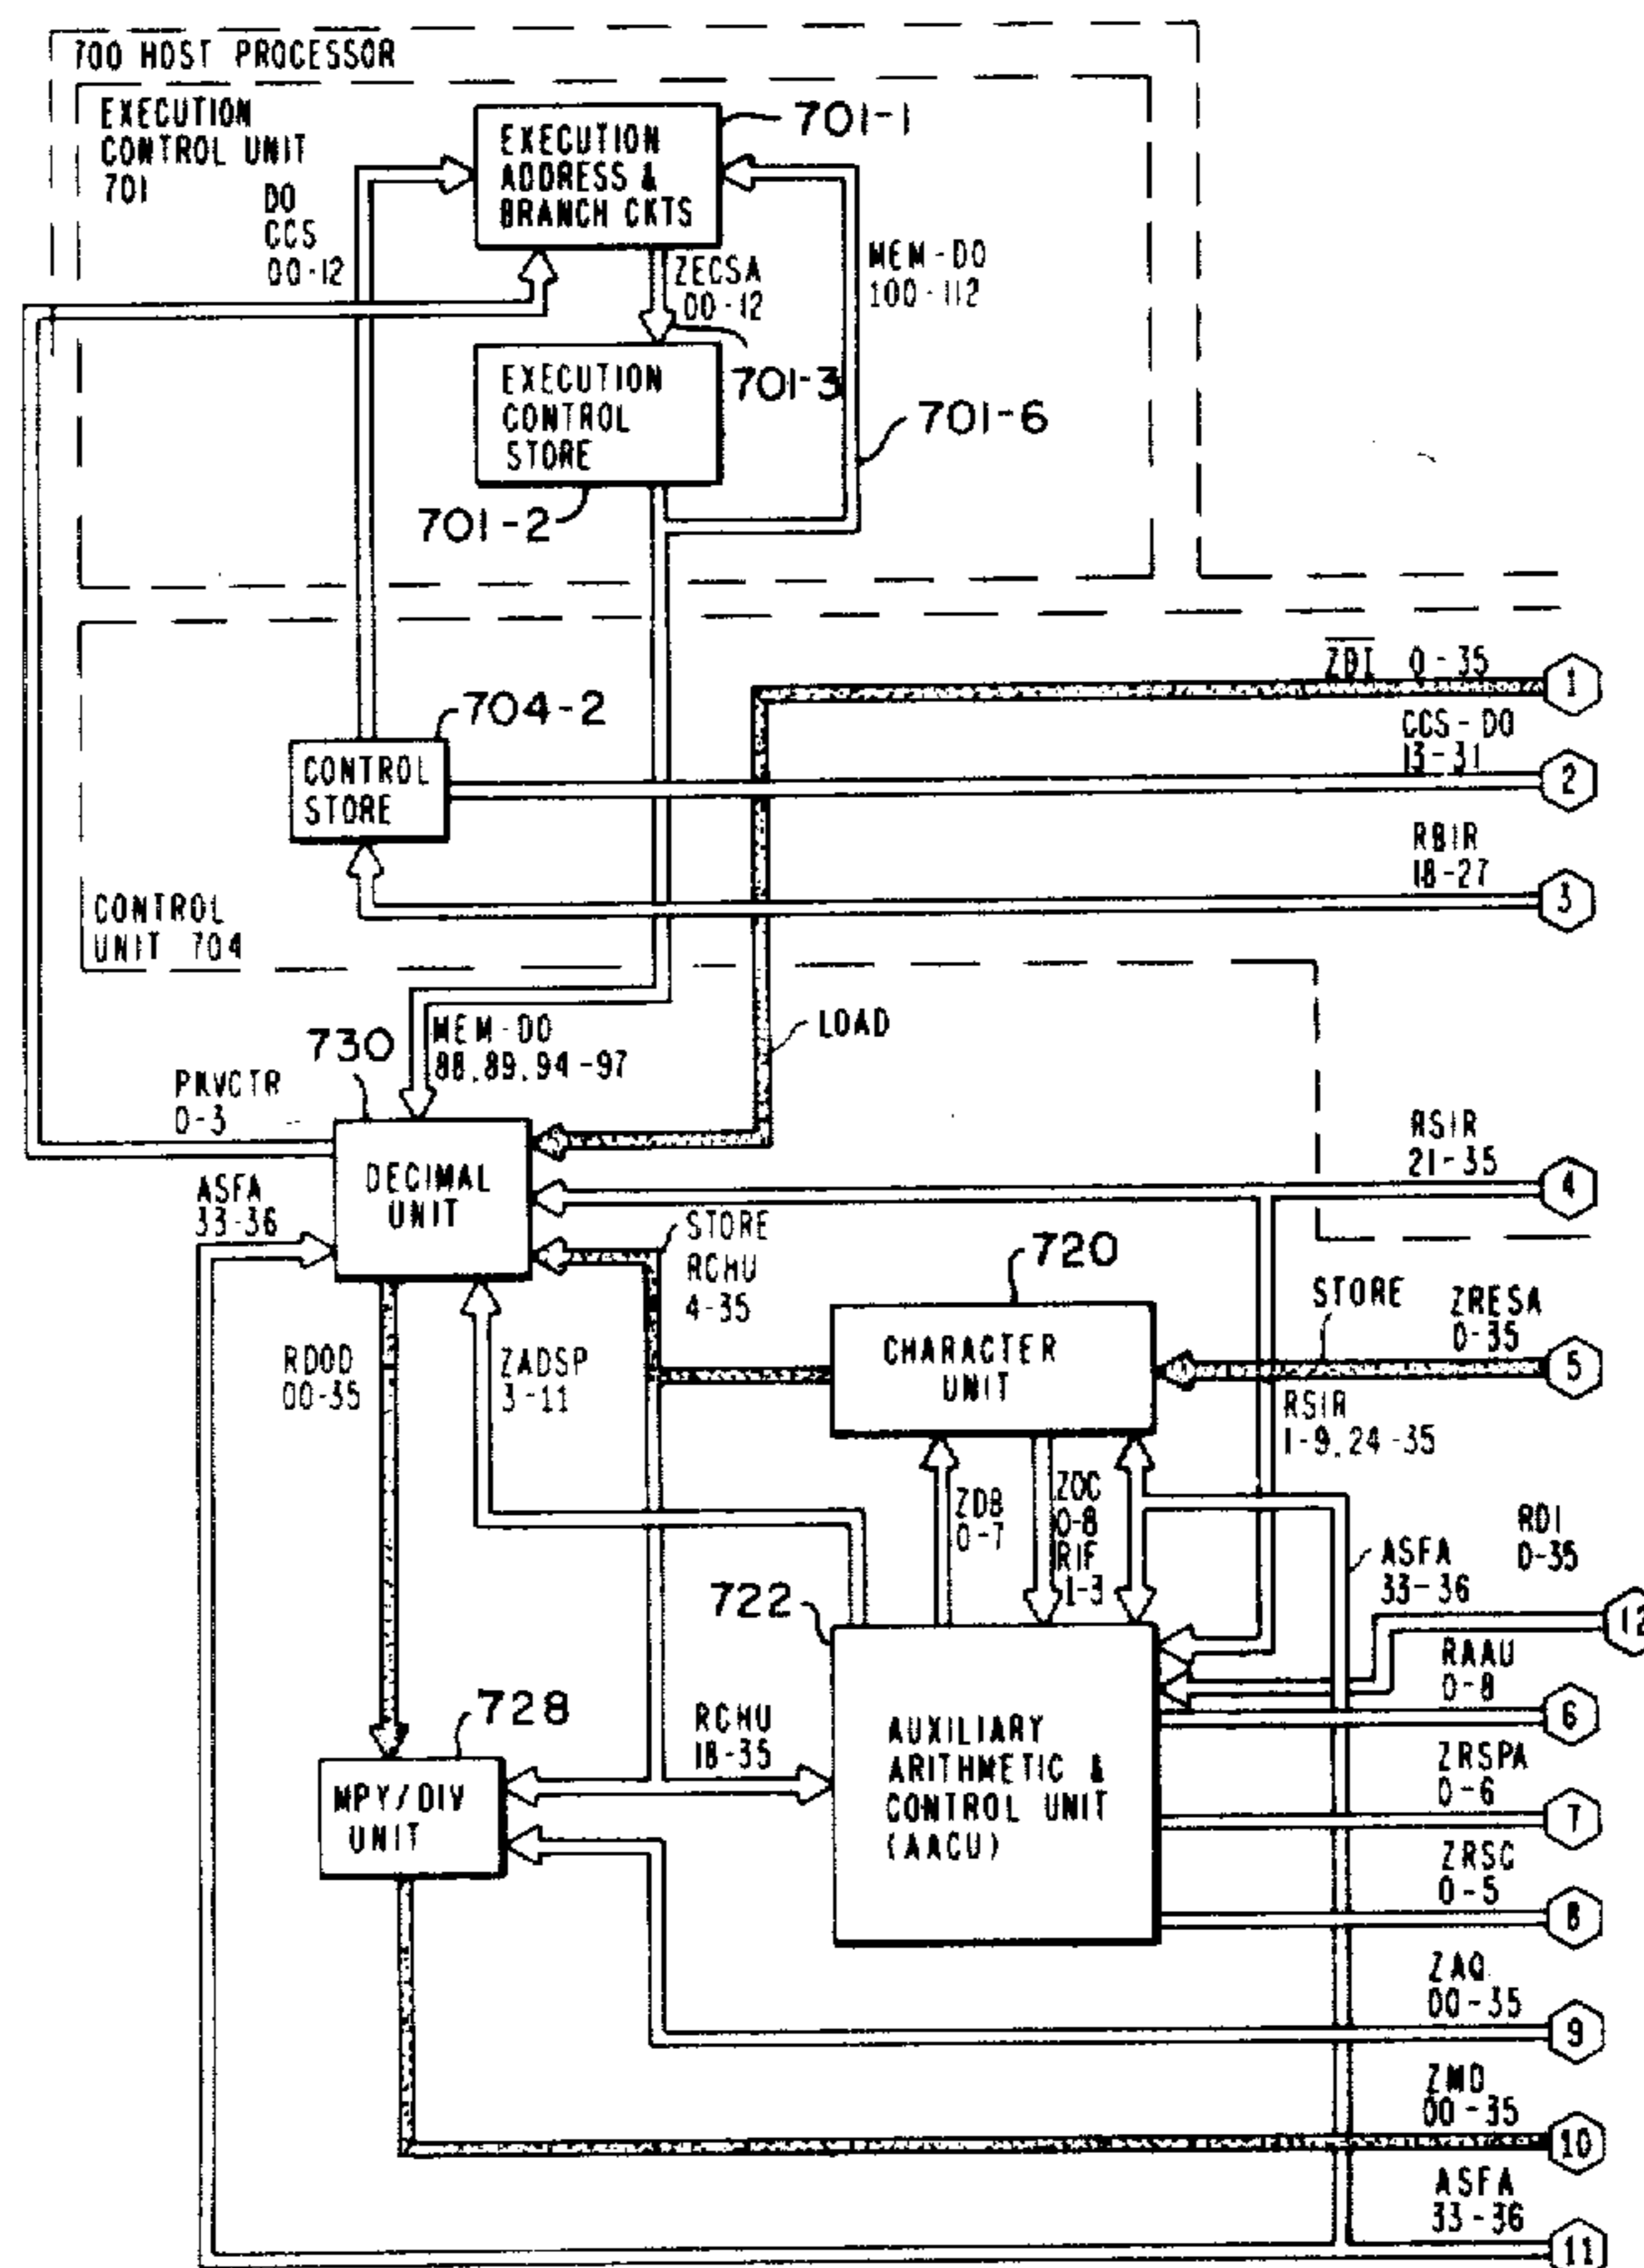 700 HOST PROCESSOR
EXECUTION
CONTROL UNIT
701
DO
CCS
00-12
EXECUTION
ADDRESS &
BRANCH CKTS
701-1
ZECSA
00-12
MEM-DO
100-112
701-3
EXECUTION
CONTROL
STORE
701-6
701-2
704-2
CONTROL
STORE
ZDI 0-35
1
CCS-DO
13-31
2
RBIR
18-27
3
CONTROL
UNIT 704
LOAD
730
MEM-DO
88,89,94-97
PKVCTR
0-3
DECIMAL
UNIT
RSIR
21-35
4
ASFA
33-36
STORE
RCHU
4-35
720
CHARACTER
UNIT
STORE
ZRESA
0-35
5
RDOD
00-35
ZADSP
3-11
RSIR
1-9,24-35
ZDB
0-7
ZOC
0-8
RIF
1-3
ASFA
33-36
RDI
0-35
12
722
RAAU
0-8
6
728
RCHU
18-35
AUXILIARY
ARITHMETIC &
CONTROL UNIT
(AACU)
ZRSPA
0-6
7
MPY/DIV
UNIT
ZRSC
0-5
8
ZAQ
00-35
9
ZMD
00-35
10
ASFA
33-36
11